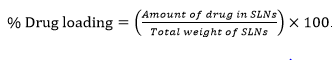 % Drug loading = (Amount of drug in SLNs / Total weight of SLNs) × 100.